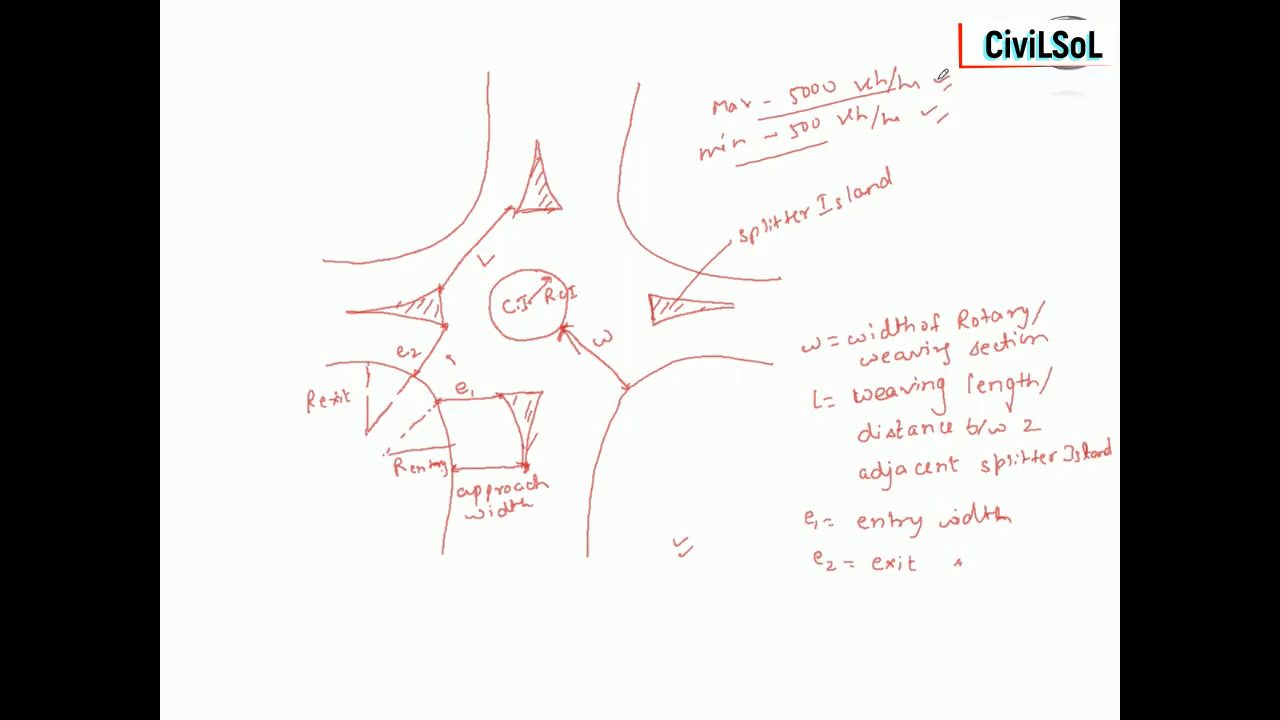 CiviLSoL
Max - 5000 veh/hr
min - 500 veh/hr
splitter Island
L
C.I
R.C.I
w
e2
e1
R exit
R entry
approach
width
w = width of Rotary/
weaving section
L = weaving length/
distance b/w 2
adjacent splitter Island
e1 = entry width
e2 = exit "